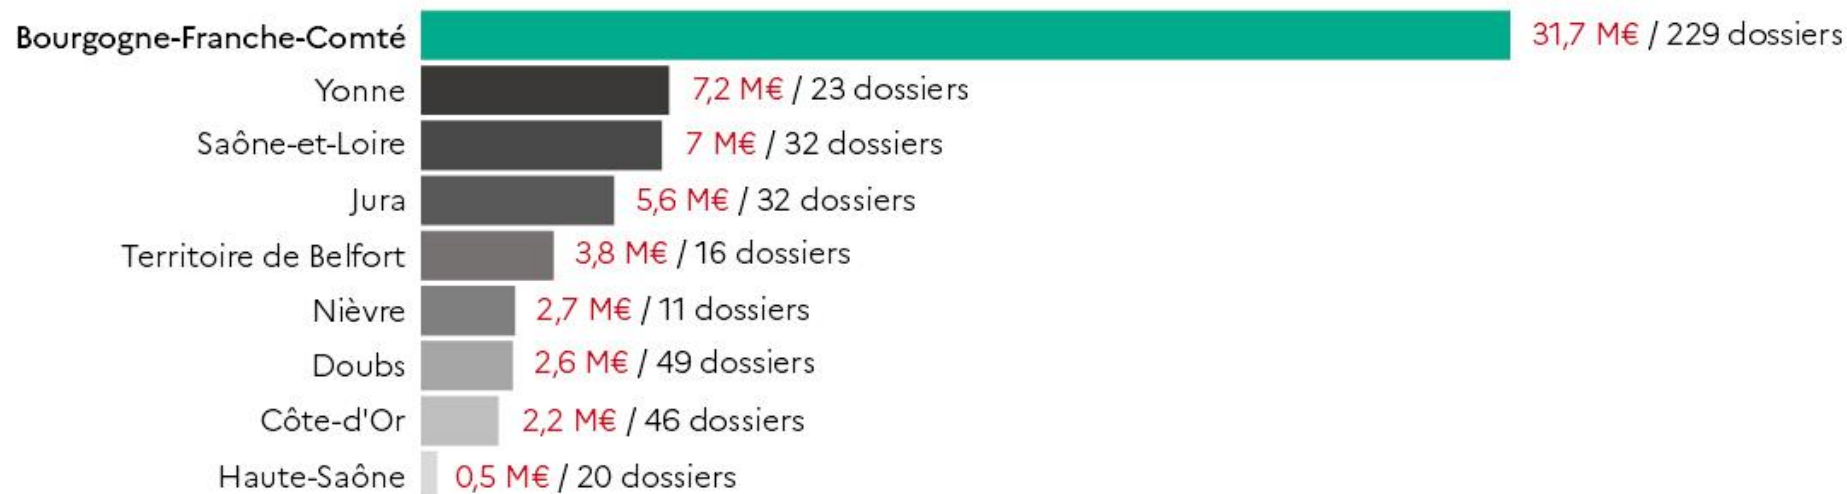 Bourgogne-Franche-Comté 31,7 M€ / 229 dossiers
Yonne 7,2 M€ / 23 dossiers
Saône-et-Loire 7 M€ / 32 dossiers
Jura 5,6 M€ / 32 dossiers
Territoire de Belfort 3,8 M€ / 16 dossiers
Nièvre 2,7 M€ / 11 dossiers
Doubs 2,6 M€ / 49 dossiers
Côte-d'Or 2,2 M€ / 46 dossiers
Haute-Saône 0,5 M€ / 20 dossiers